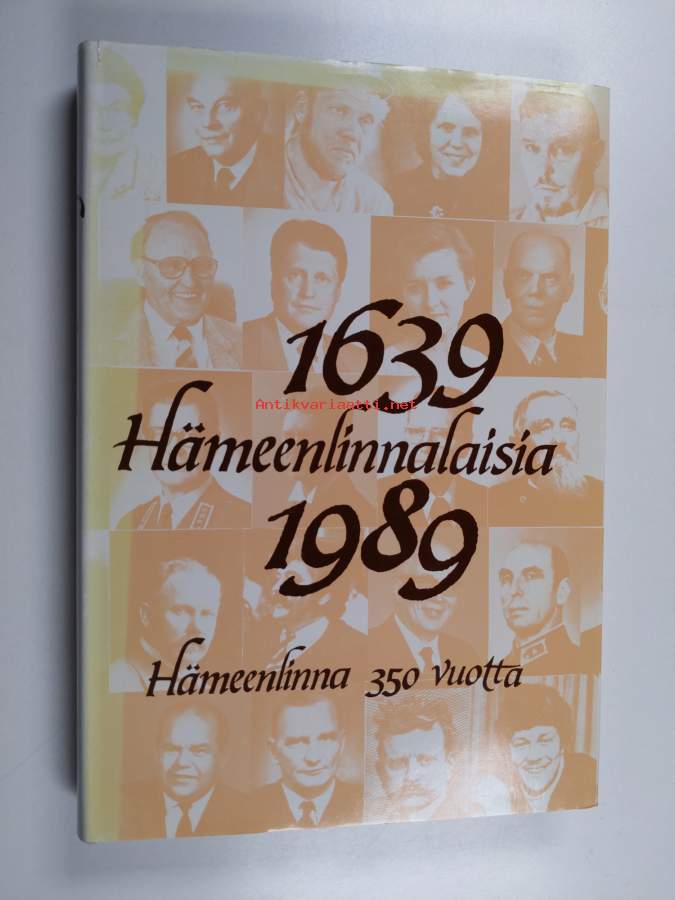 1639
Antikvariaatti.net
Hämeenlinnalaisia
1989
Hämeenlinna 350 vuotta